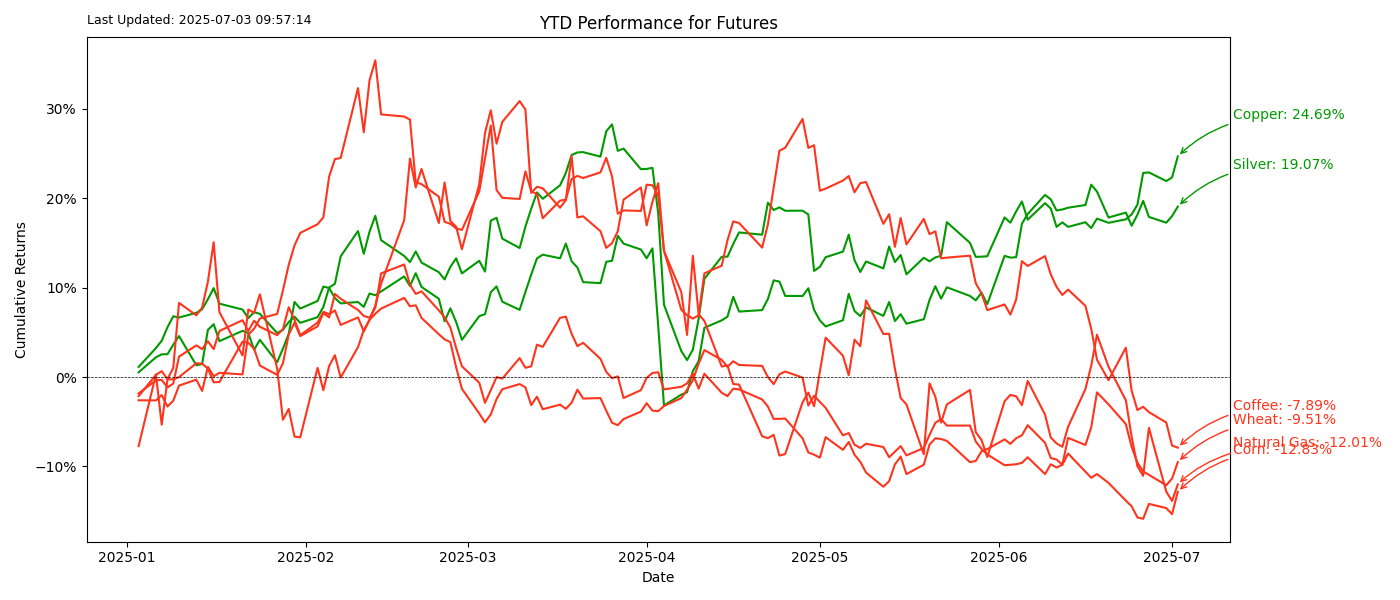 Last Updated: 2025-07-03 09:57:14
YTD Performance for Futures
Cumulative Returns
30%
20%
10%
0%
−10%
2025-01
2025-02
2025-03
2025-04
2025-05
2025-06
2025-07
Date
Copper: 24.69%
Silver: 19.07%
Coffee: -7.89%
Wheat: -9.51%
Natural Gas: -12.01%
Corn: -12.83%